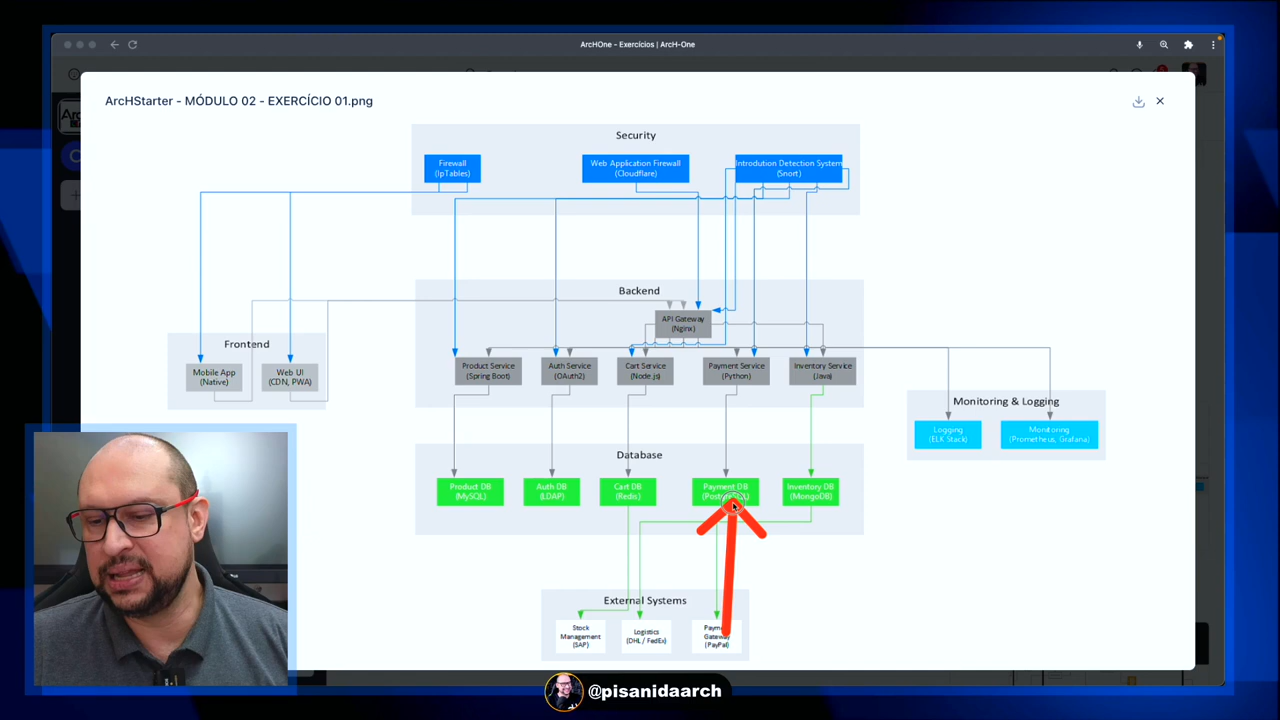 ArcHOne - Exercícios | ArcH-One
ArcHStarter - MÓDULO 02 - EXERCÍCIO 01.png
Security
Firewall
(IpTables)
Web Application Firewall
(Cloudflare)
Introdution Detection System
(Snort)
Backend
API Gateway
(Nginx)
Frontend
Mobile App
(Native)
Web UI
(CDN, PWA)
Product Service
(Spring Boot)
Auth Service
(OAuth2)
Cart Service
(Node.js)
Payment Service
(Python)
Inventory Service
(Java)
Monitoring & Logging
Logging
(ELK Stack)
Monitoring
(Prometheus, Grafana)
Database
Product DB
(MySQL)
Auth DB
(LDAP)
Cart DB
(Redis)
Payment DB
(PostgreSQL)
Inventory DB
(MongoDB)
External Systems
Stock
Management
(SAP)
Logistics
(DHL / FedEx)
Payment
Gateway
(PayPal)
@pisanidaarch